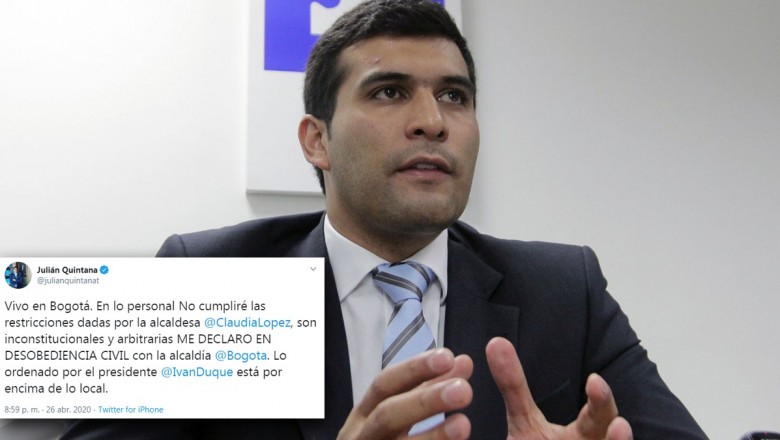 Julián Quintana
@julianquintanat
Vivo en Bogotá. En lo personal No cumpliré las
restricciones dadas por la alcaldesa @ClaudiaLopez, son
inconstitucionales y arbitrarias ME DECLARO EN
DESOBEDIENCIA CIVIL con la alcaldía @Bogota. Lo
ordenado por el presidente @IvanDuque está por
encima de lo local.
8:59 p. m. · 26 abr. 2020 · Twitter for iPhone